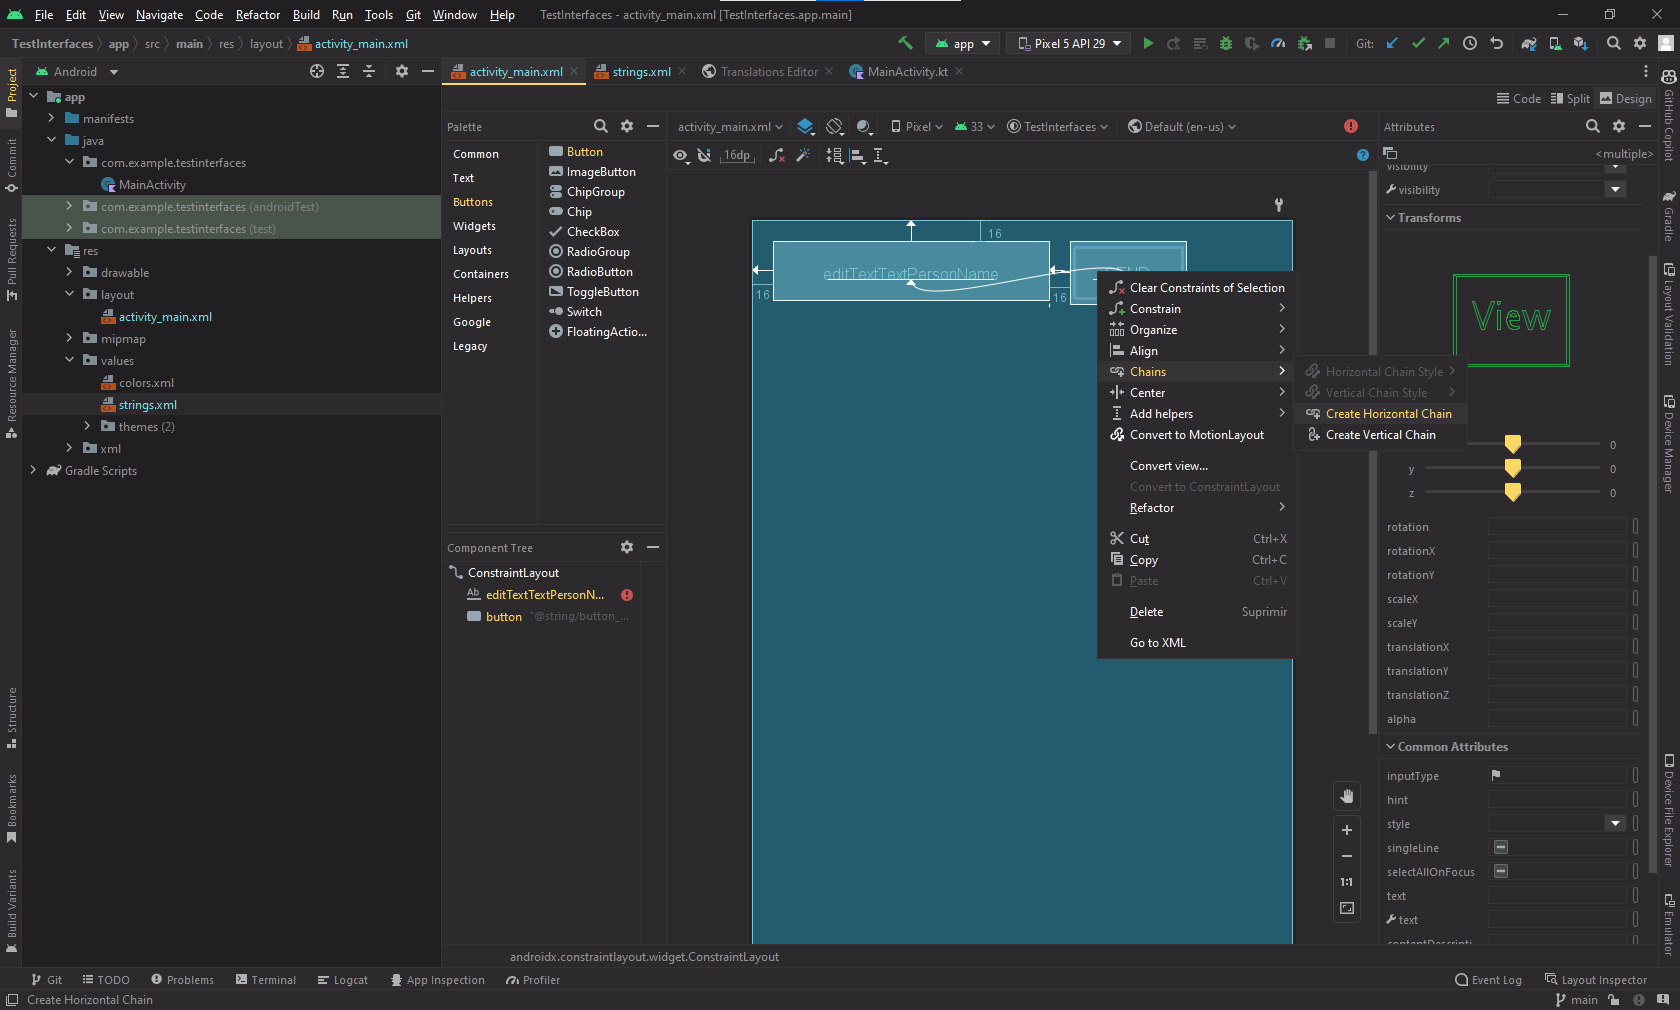 File Edit View Navigate Code Refactor Build Run Tools Git Window Help TestInterfaces - activity_main.xml [TestInterfaces.app.main]
TestInterfaces app src main res layout activity_main.xml app Pixel 5 API 29 Git:
Project
Commit
Pull Requests
Resource Manager
Structure
Bookmarks
Build Variants
Android
app
manifests
java
com.example.testinterfaces
MainActivity
com.example.testinterfaces (androidTest)
com.example.testinterfaces (test)
res
drawable
layout
activity_main.xml
mipmap
values
colors.xml
strings.xml
themes (2)
xml
Gradle Scripts
activity_main.xml strings.xml Translations Editor MainActivity.kt
Code Split Design
Palette
Common
Text
Buttons
Widgets
Layouts
Containers
Helpers
Google
Legacy
Button
ImageButton
ChipGroup
Chip
CheckBox
RadioGroup
RadioButton
ToggleButton
Switch
FloatingActio...
Component Tree
ConstraintLayout
Ab editTextTextPersonN...
button "@string/button_...
activity_main.xml Pixel 33 TestInterfaces Default (en-us)
16dp
16
editTextTextPersonName
16
16
Clear Constraints of Selection
Constrain
Organize
Align
Chains
Center
Add helpers
Convert to MotionLayout
Convert view...
Convert to ConstraintLayout
Refactor
Cut Ctrl+X
Copy Ctrl+C
Paste Ctrl+V
Delete Suprimir
Go to XML
Horizontal Chain Style
Vertical Chain Style
Create Horizontal Chain
Create Vertical Chain
1:1
androidx.constraintlayout.widget.ConstraintLayout
Attributes
<multiple>
visibility
visibility
Transforms
View
0
y 0
z 0
rotation
rotationX
rotationY
scaleX
scaleY
translationX
translationY
translationZ
alpha
Common Attributes
inputType
hint
style
singleLine
selectAllOnFocus
text
text
GitHub Copilot
Gradle
Layout Validation
Device Manager
Device File Explorer
Emulator
Git TODO Problems Terminal Logcat App Inspection Profiler Event Log Layout Inspector
Create Horizontal Chain main